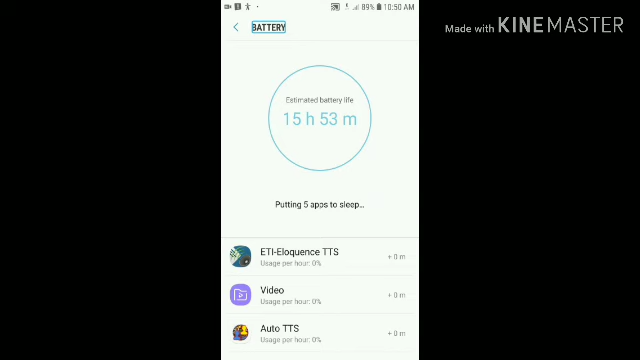 89% 10:50 AM
BATTERY
Made with KINEMASTER
Estimated battery life
15 h 53 m
Putting 5 apps to sleep...
ETI-Eloquence TTS
Usage per hour: 0%
+ 0 m
Video
Usage per hour: 0%
+ 0 m
Auto TTS
Usage per hour: 0%
+ 0 m